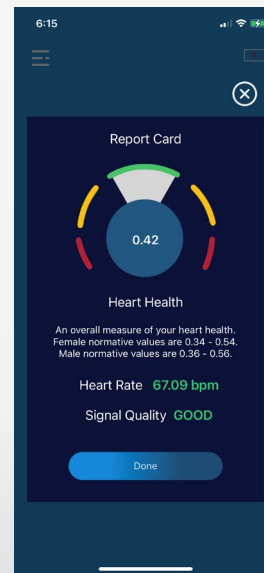 6:15
Report Card
0.42
Heart Health
An overall measure of your heart health.
Female normative values are 0.34 - 0.54.
Male normative values are 0.36 - 0.56.
Heart Rate 67.09 bpm
Signal Quality GOOD
Done